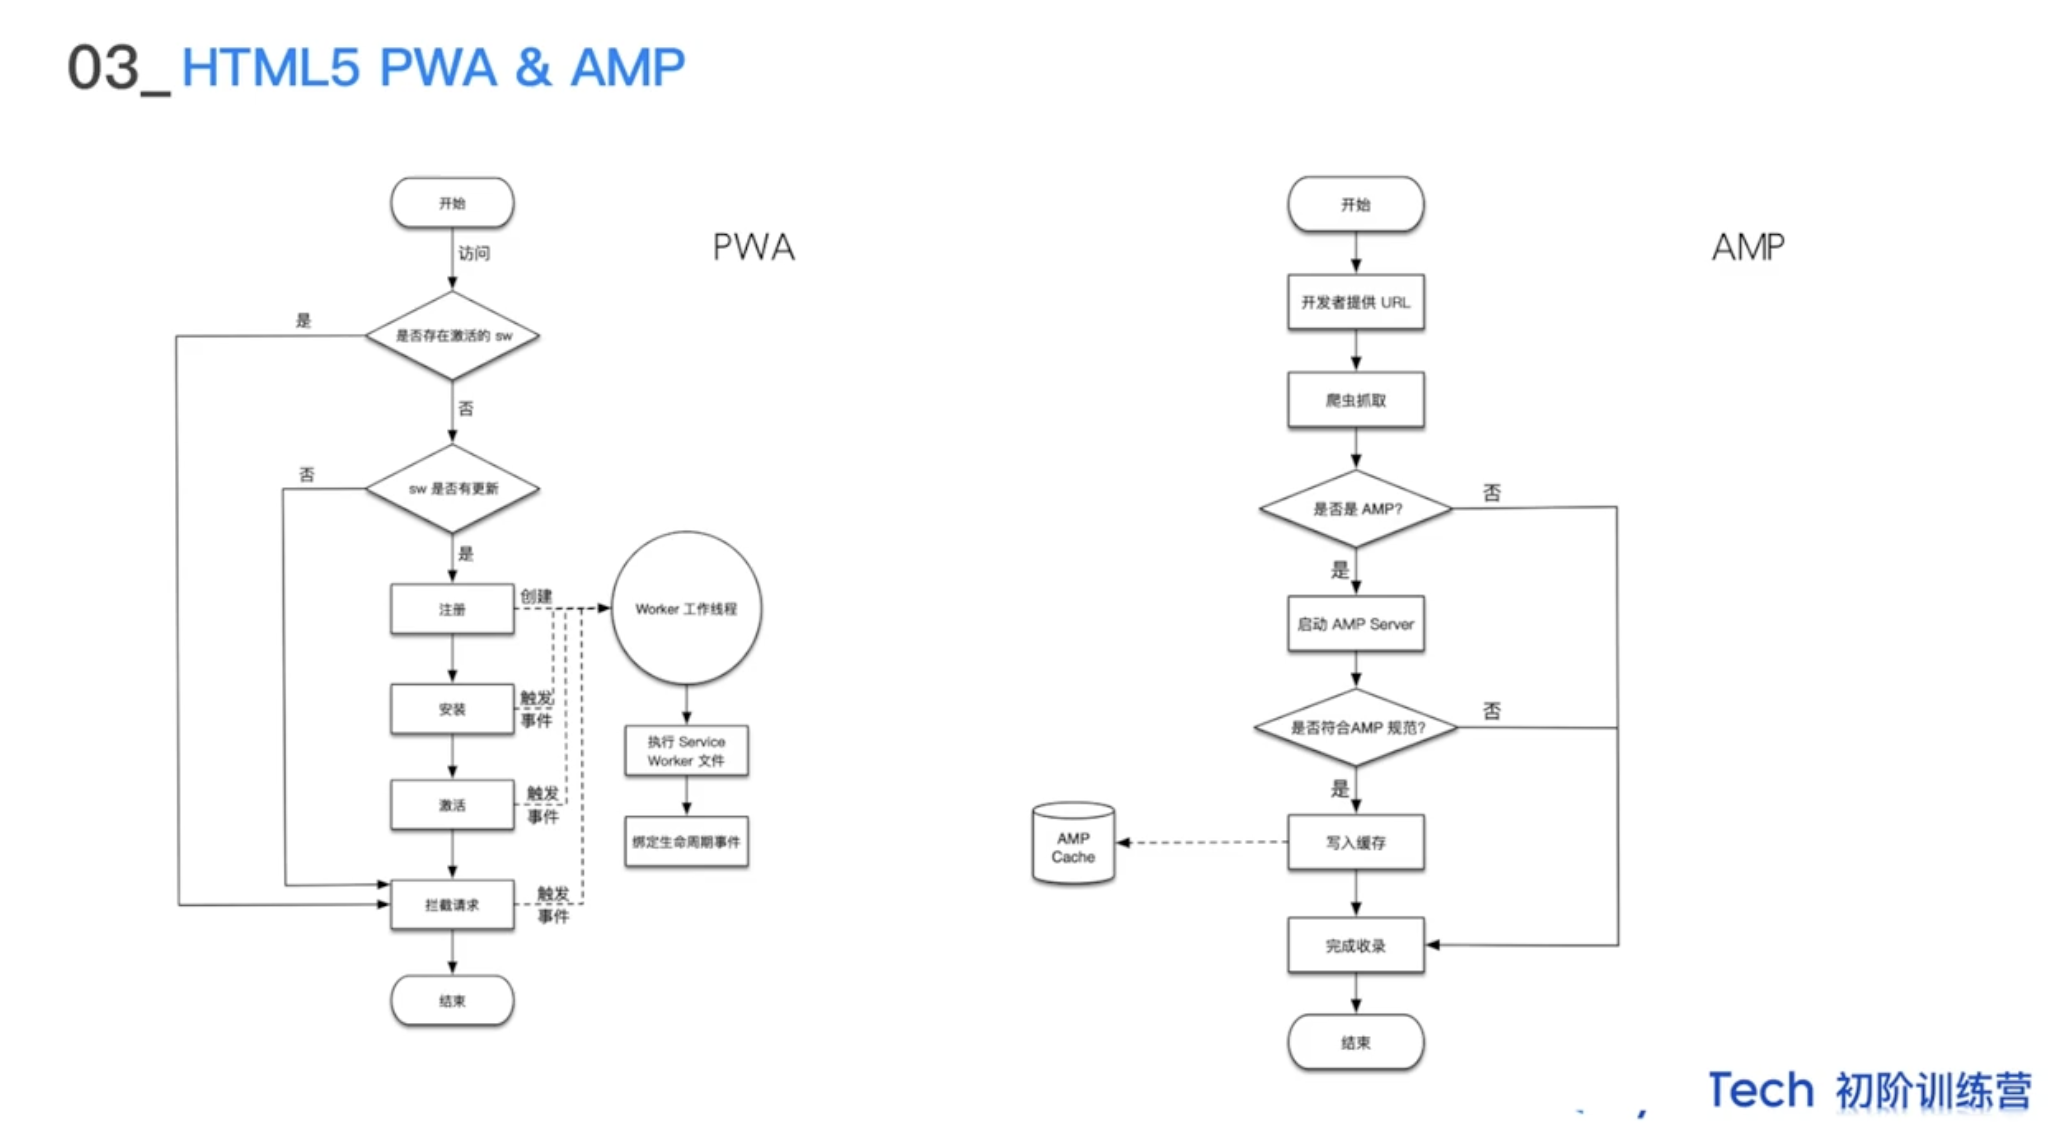 03_HTML5 PWA & AMP
PWA
开始
访问
是否存在激活的 sw
是
否
sw 是否有更新
否
是
注册
创建
Worker 工作线程
安装
触发
事件
执行 Service
Worker 文件
激活
触发
事件
绑定生命周期事件
拦截请求
触发
事件
结束
AMP
开始
开发者提供 URL
爬虫抓取
是否是 AMP?
否
是
启动 AMP Server
是否符合AMP 规范?
否
是
写入缓存
AMP
Cache
完成收录
结束
Tech 初阶训练营